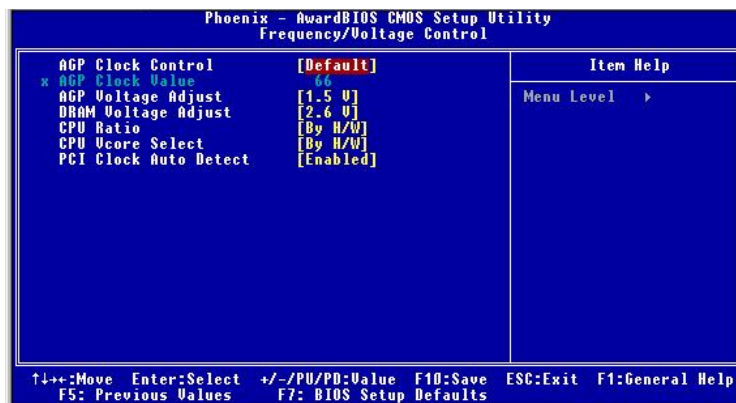 Phoenix - AwardBIOS CMOS Setup Utility
Frequency/Voltage Control
AGP Clock Control [Default]
x AGP Clock Value 66
AGP Voltage Adjust [1.5 V]
DRAM Voltage Adjust [2.6 V]
CPU Ratio [By H/W]
CPU Vcore Select [By H/W]
PCI Clock Auto Detect [Enabled]
Item Help
Menu Level ▸
↑↓→←:Move Enter:Select +/-/PU/PD:Value F10:Save ESC:Exit F1:General Help
F5: Previous Values F7: BIOS Setup Defaults